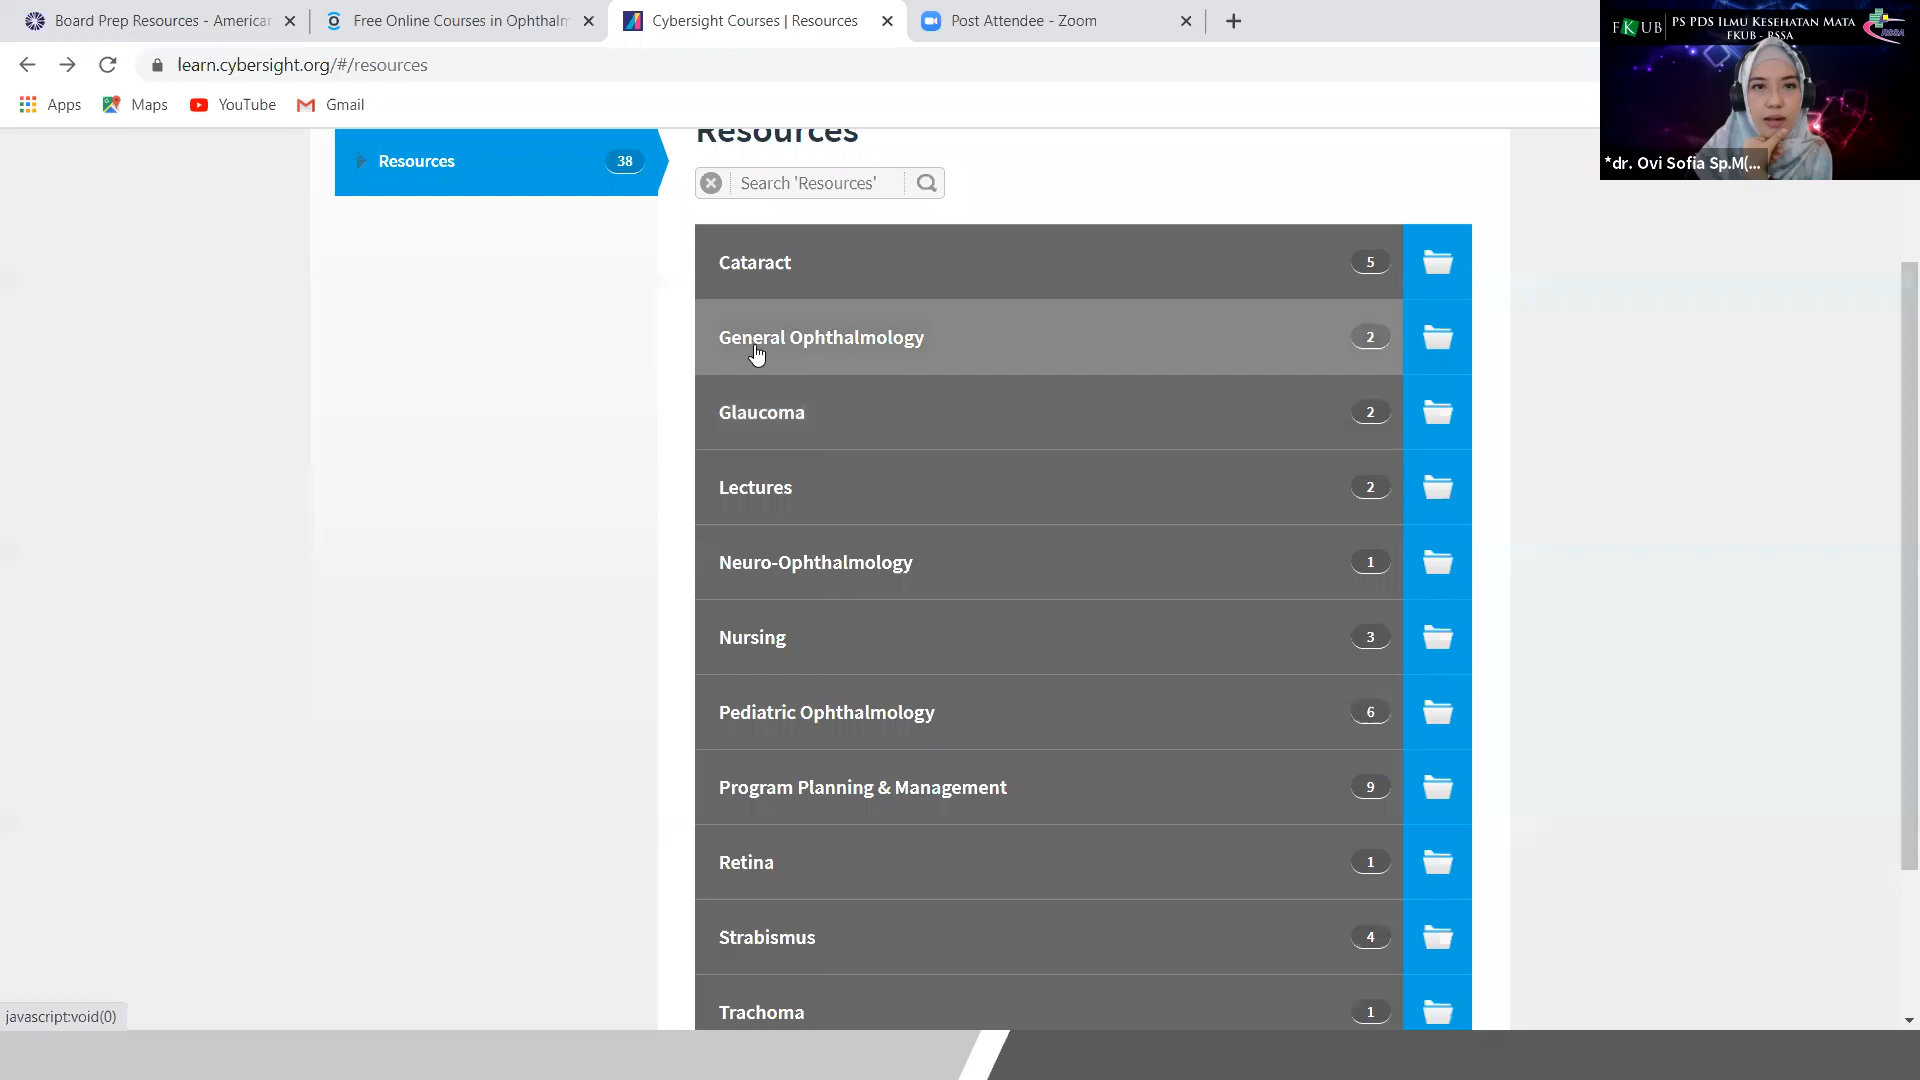 Board Prep Resources - America
Free Online Courses in Ophthalm
Cybersight Courses | Resources
Post Attendee - Zoom
learn.cybersight.org/#/resources
Apps
Maps
YouTube
Gmail
FKUB
PS PDS ILMU KESEHATAN MATA
FKUB - RSSA
RSSA
*dr. Ovi Sofia Sp.M(...
Resources 38
Resources
Search 'Resources'
Cataract 5
General Ophthalmology 2
Glaucoma 2
Lectures 2
Neuro-Ophthalmology 1
Nursing 3
Pediatric Ophthalmology 6
Program Planning & Management 9
Retina 1
Strabismus 4
Trachoma 1
javascript:void(0)